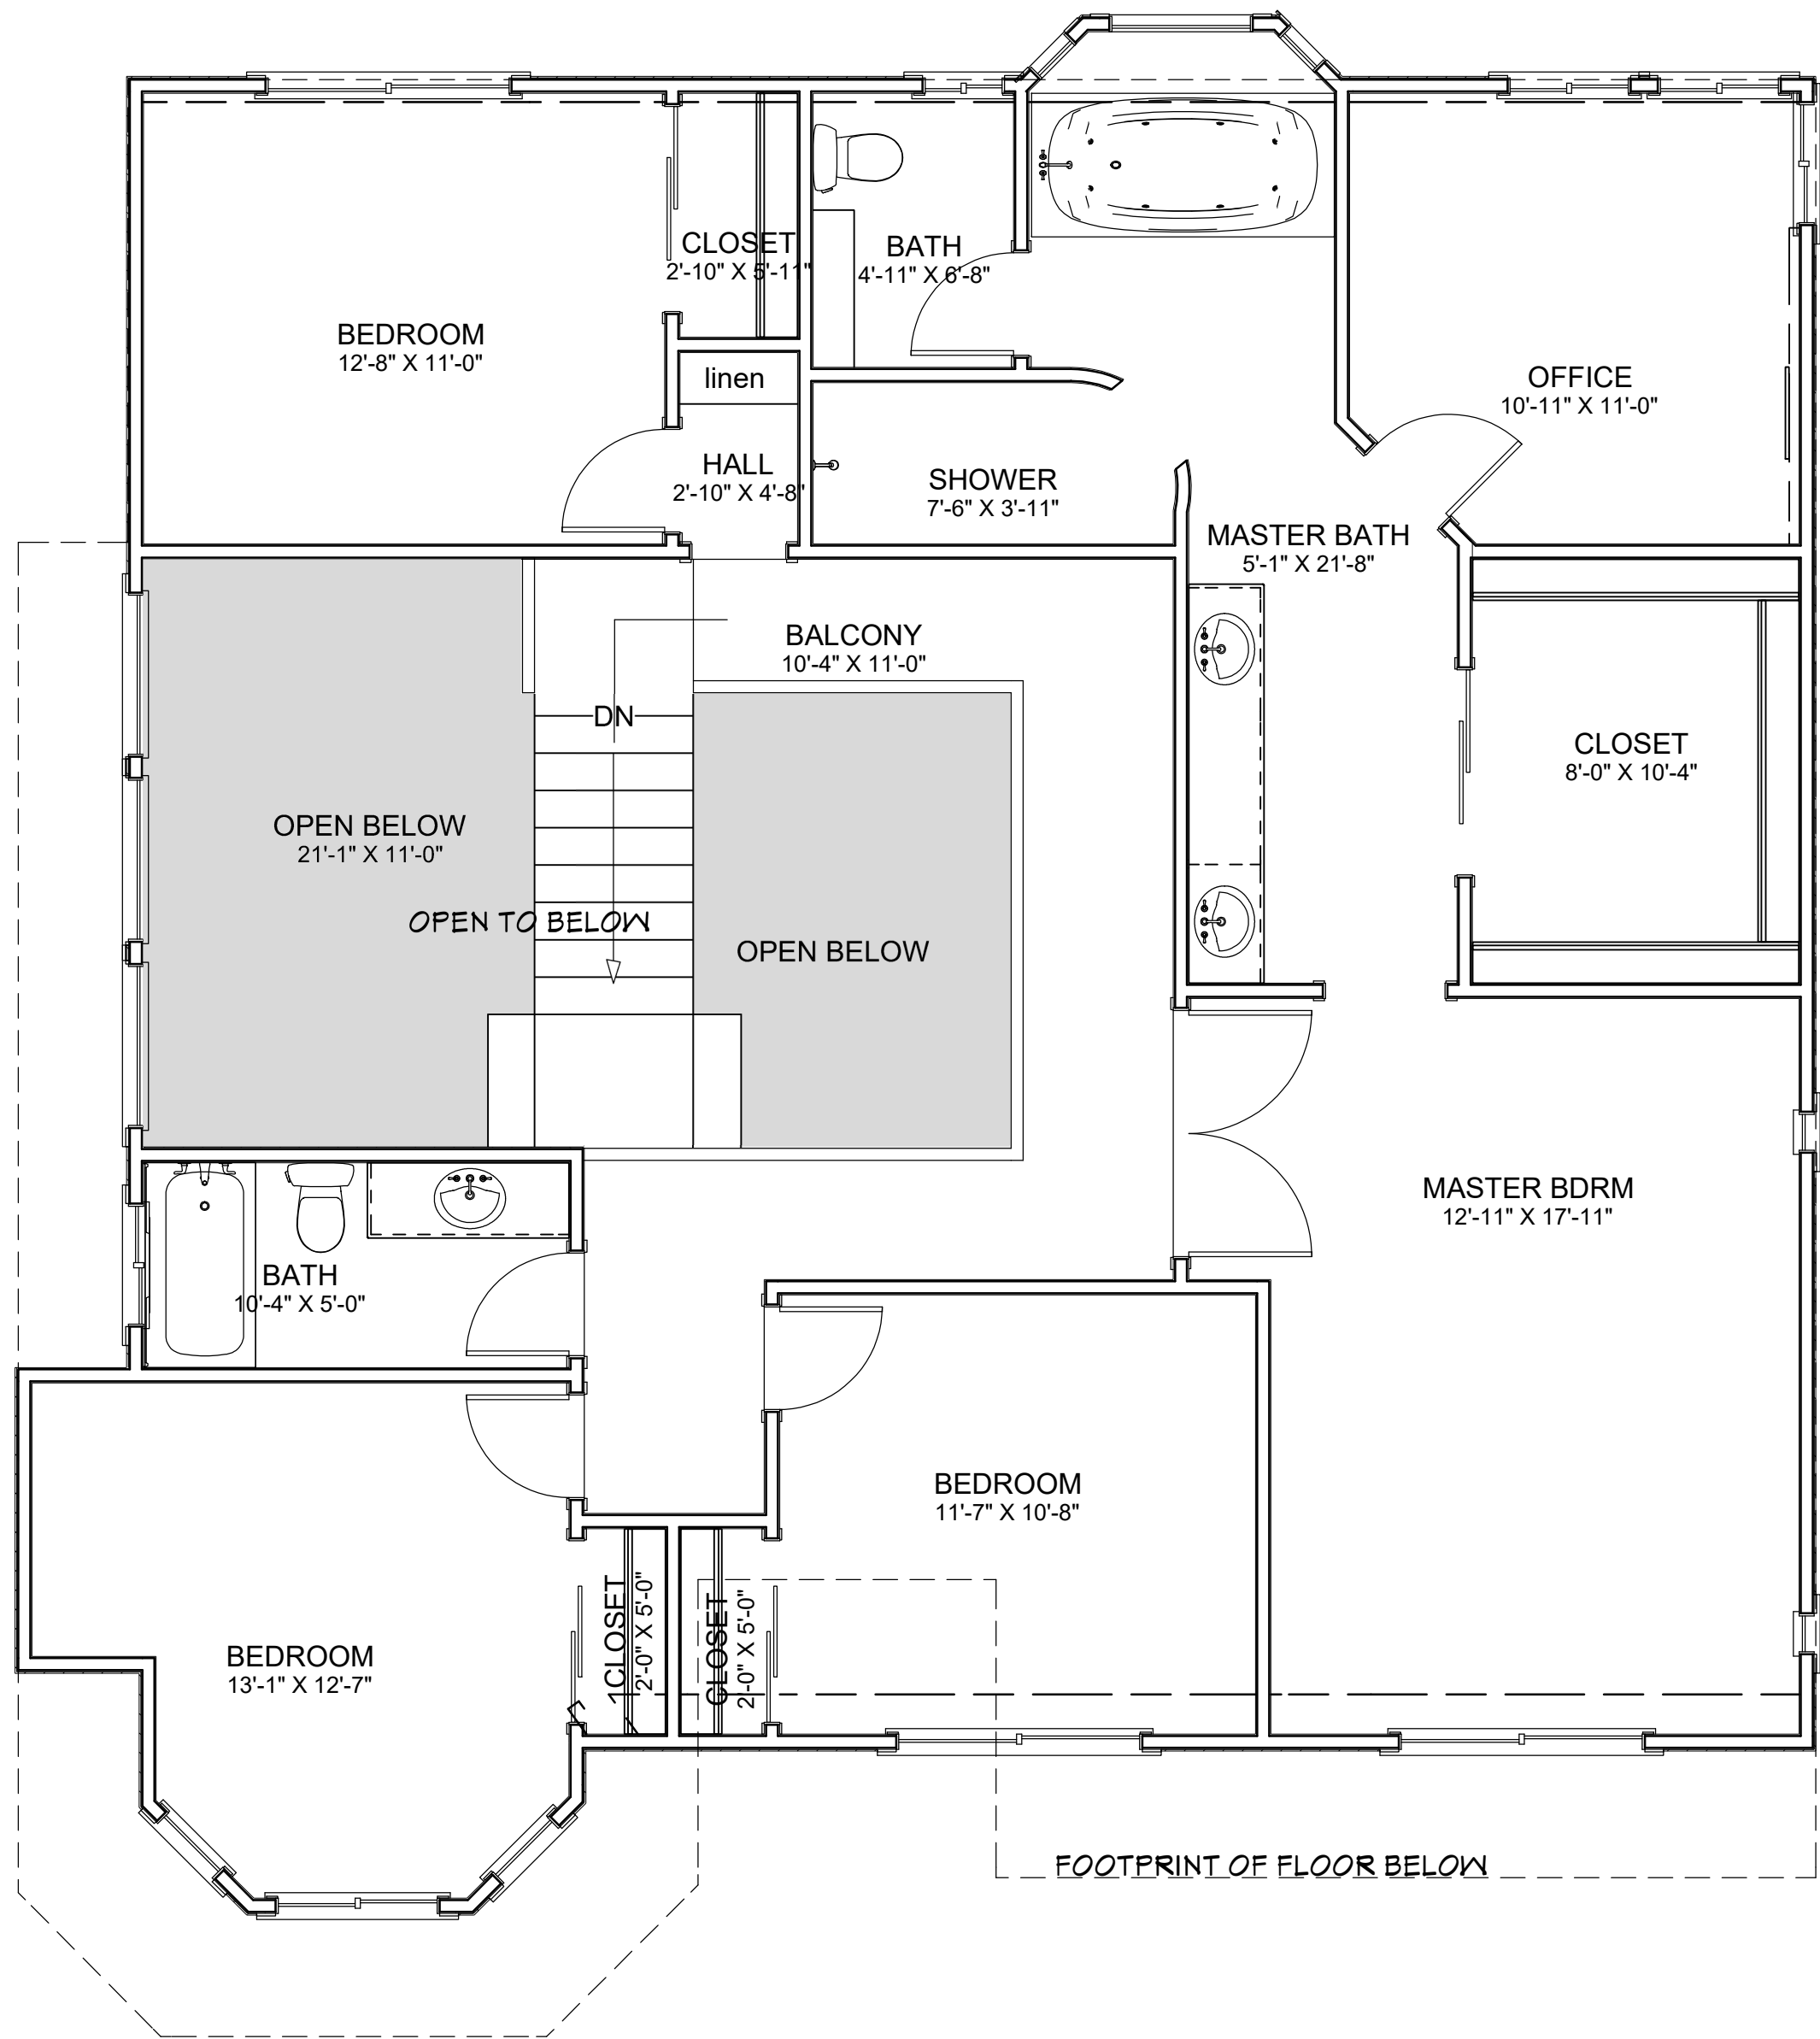 CLOSET
2'-10" X 5'-11"
BATH
4'-11" X 6'-8"
BEDROOM
12'-8" X 11'-0"
linen
OFFICE
10'-11" X 11'-0"
HALL
2'-10" X 4'-8"
SHOWER
7'-6" X 3'-11"
MASTER BATH
5'-1" X 21'-8"
BALCONY
10'-4" X 11'-0"
DN
CLOSET
8'-0" X 10'-4"
OPEN BELOW
21'-1" X 11'-0"
OPEN TO BELOW
OPEN BELOW
MASTER BDRM
12'-11" X 17'-11"
BATH
10'-4" X 5'-0"
BEDROOM
11'-7" X 10'-8"
CLOSET
2'-0" X 5'-0"
CLOSET
2'-0" X 5'-0"
BEDROOM
13'-1" X 12'-7"
FOOTPRINT OF FLOOR BELOW